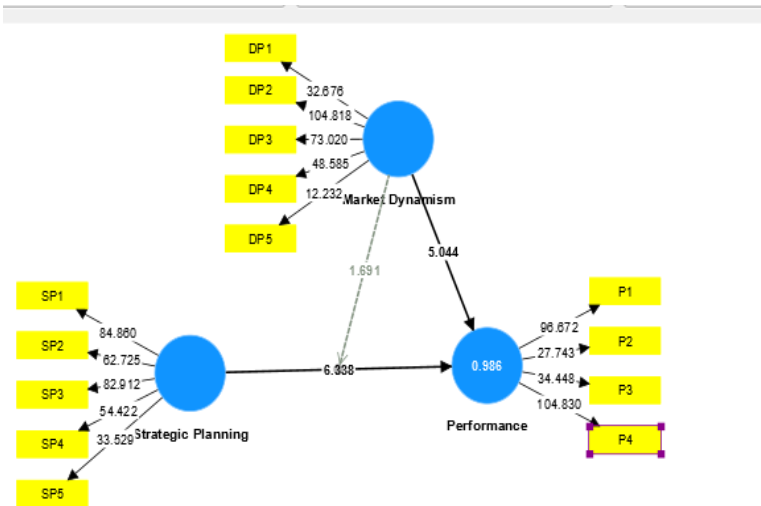 DP1
32.676
DP2
104.818
DP3
73.020
48.585
DP4
12.232
Market Dynamism
DP5
5.044
1.691
SP1
84.860
SP2
62.725
SP3
82.912
54.422
SP4
33.529
Strategic Planning
SP5
6.338
0.986
Performance
P1
96.672
P2
27.743
34.448
P3
104.830
P4